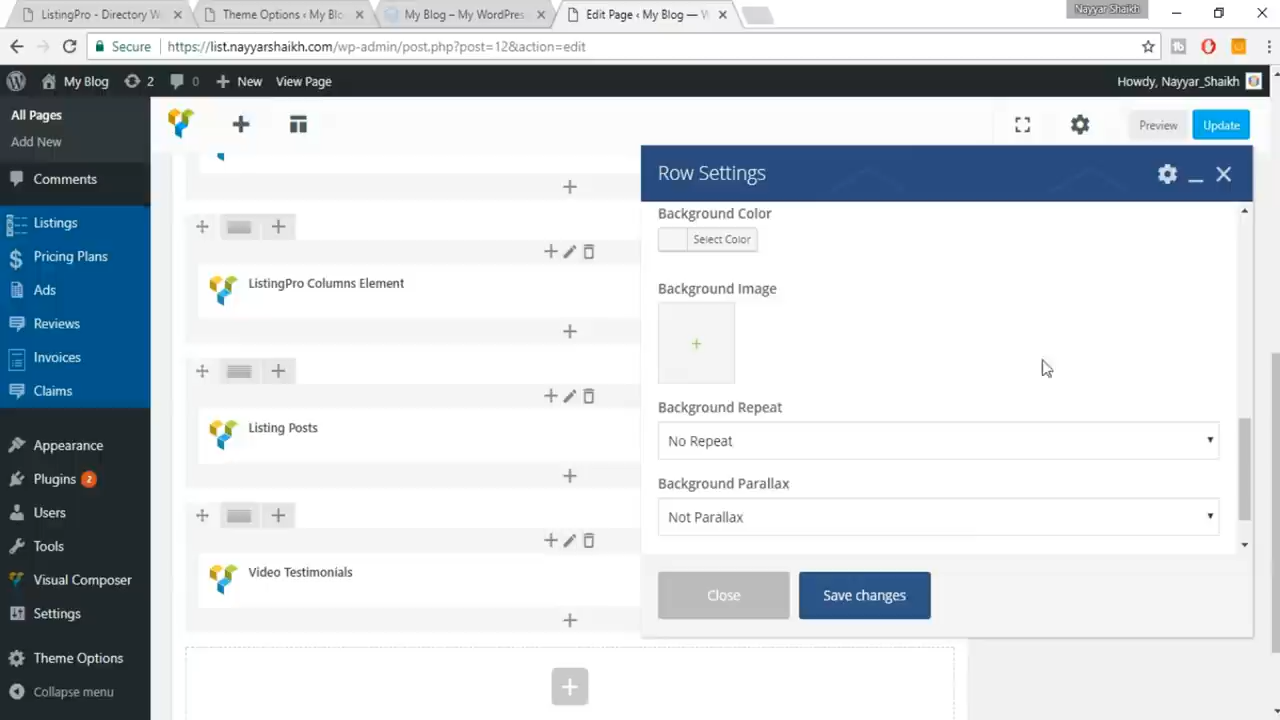 ListingPro - Directory W
Theme Options ‹ My Blo
My Blog – My WordPres
Edit Page ‹ My Blog — W
Nayyar Shaikh
Secure
https://list.nayyarshaikh.com/wp-admin/post.php?post=12&action=edit
My Blog
2
0
New
View Page
Howdy, Nayyar_Shaikh
All Pages
Add New
Comments
Listings
Pricing Plans
Ads
Reviews
Invoices
Claims
Appearance
Plugins 2
Users
Tools
Visual Composer
Settings
Theme Options
Collapse menu
Preview
Update
ListingPro Columns Element
Listing Posts
Video Testimonials
Row Settings
Background Color
Select Color
Background Image
Background Repeat
No Repeat
Background Parallax
Not Parallax
Close
Save changes